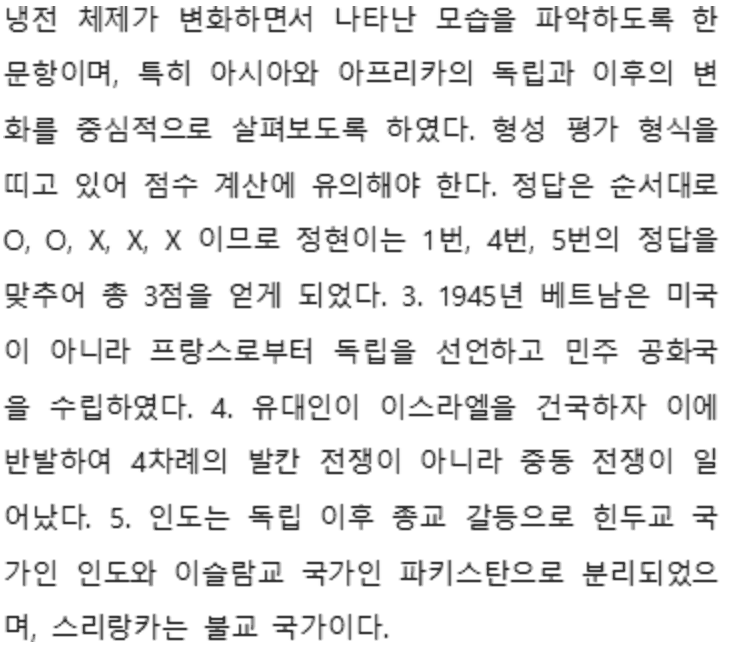 냉전 체제가 변화하면서 나타난 모습을 파악하도록 한
문항이며, 특히 아시아와 아프리카의 독립과 이후의 변
화를 중심적으로 살펴보도록 하였다. 형성 평가 형식을
띠고 있어 점수 계산에 유의해야 한다. 정답은 순서대로
O, O, X, X, X 이므로 정현이는 1번, 4번, 5번의 정답을
맞추어 총 3점을 얻게 되었다. 3. 1945년 베트남은 미국
이 아니라 프랑스로부터 독립을 선언하고 민주 공화국
을 수립하였다. 4. 유대인이 이스라엘을 건국하자 이에
반발하여 4차례의 발칸 전쟁이 아니라 중동 전쟁이 일
어났다. 5. 인도는 독립 이후 종교 갈등으로 힌두교 국
가인 인도와 이슬람교 국가인 파키스탄으로 분리되었으
며, 스리랑카는 불교 국가이다.